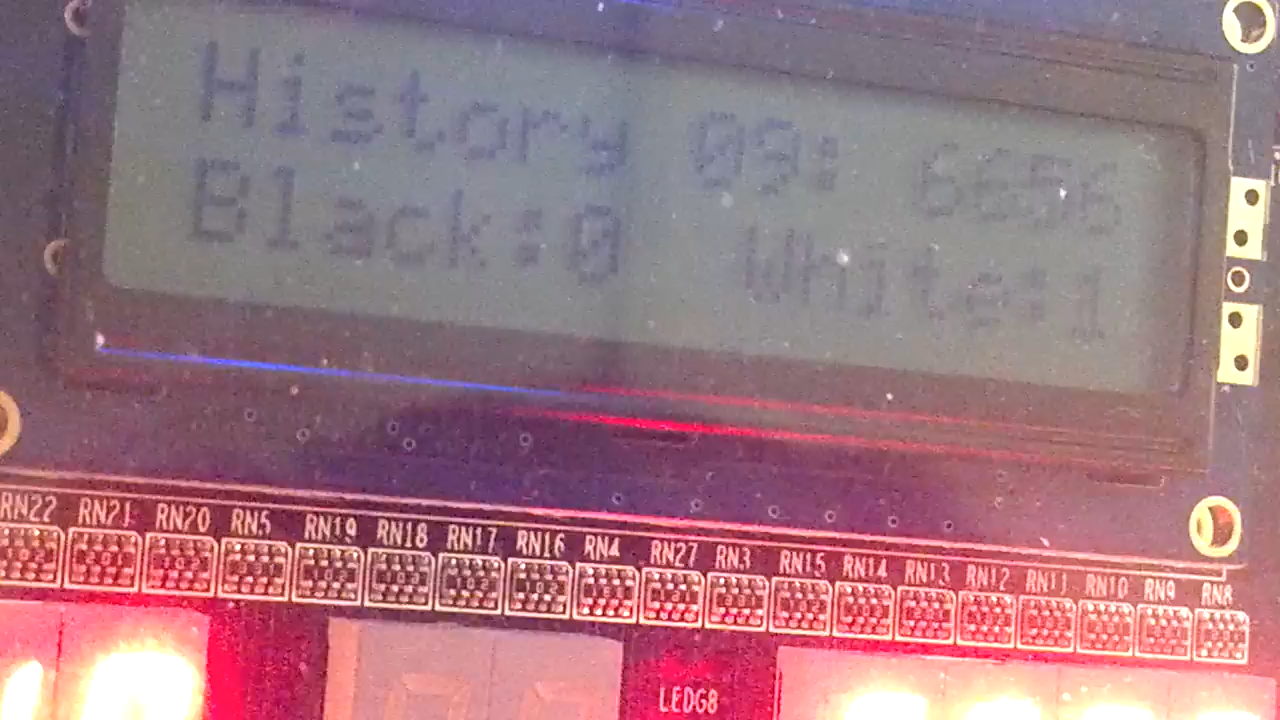 History 09: 6656
Black:0 White:1
RN22 RN21 RN20 RN5 RN19 RN18 RN17 RN16 RN4 RN27 RN3 RN15 RN14 RN13 RN12 RN11 RN10 RN9 RN8
LEDG8